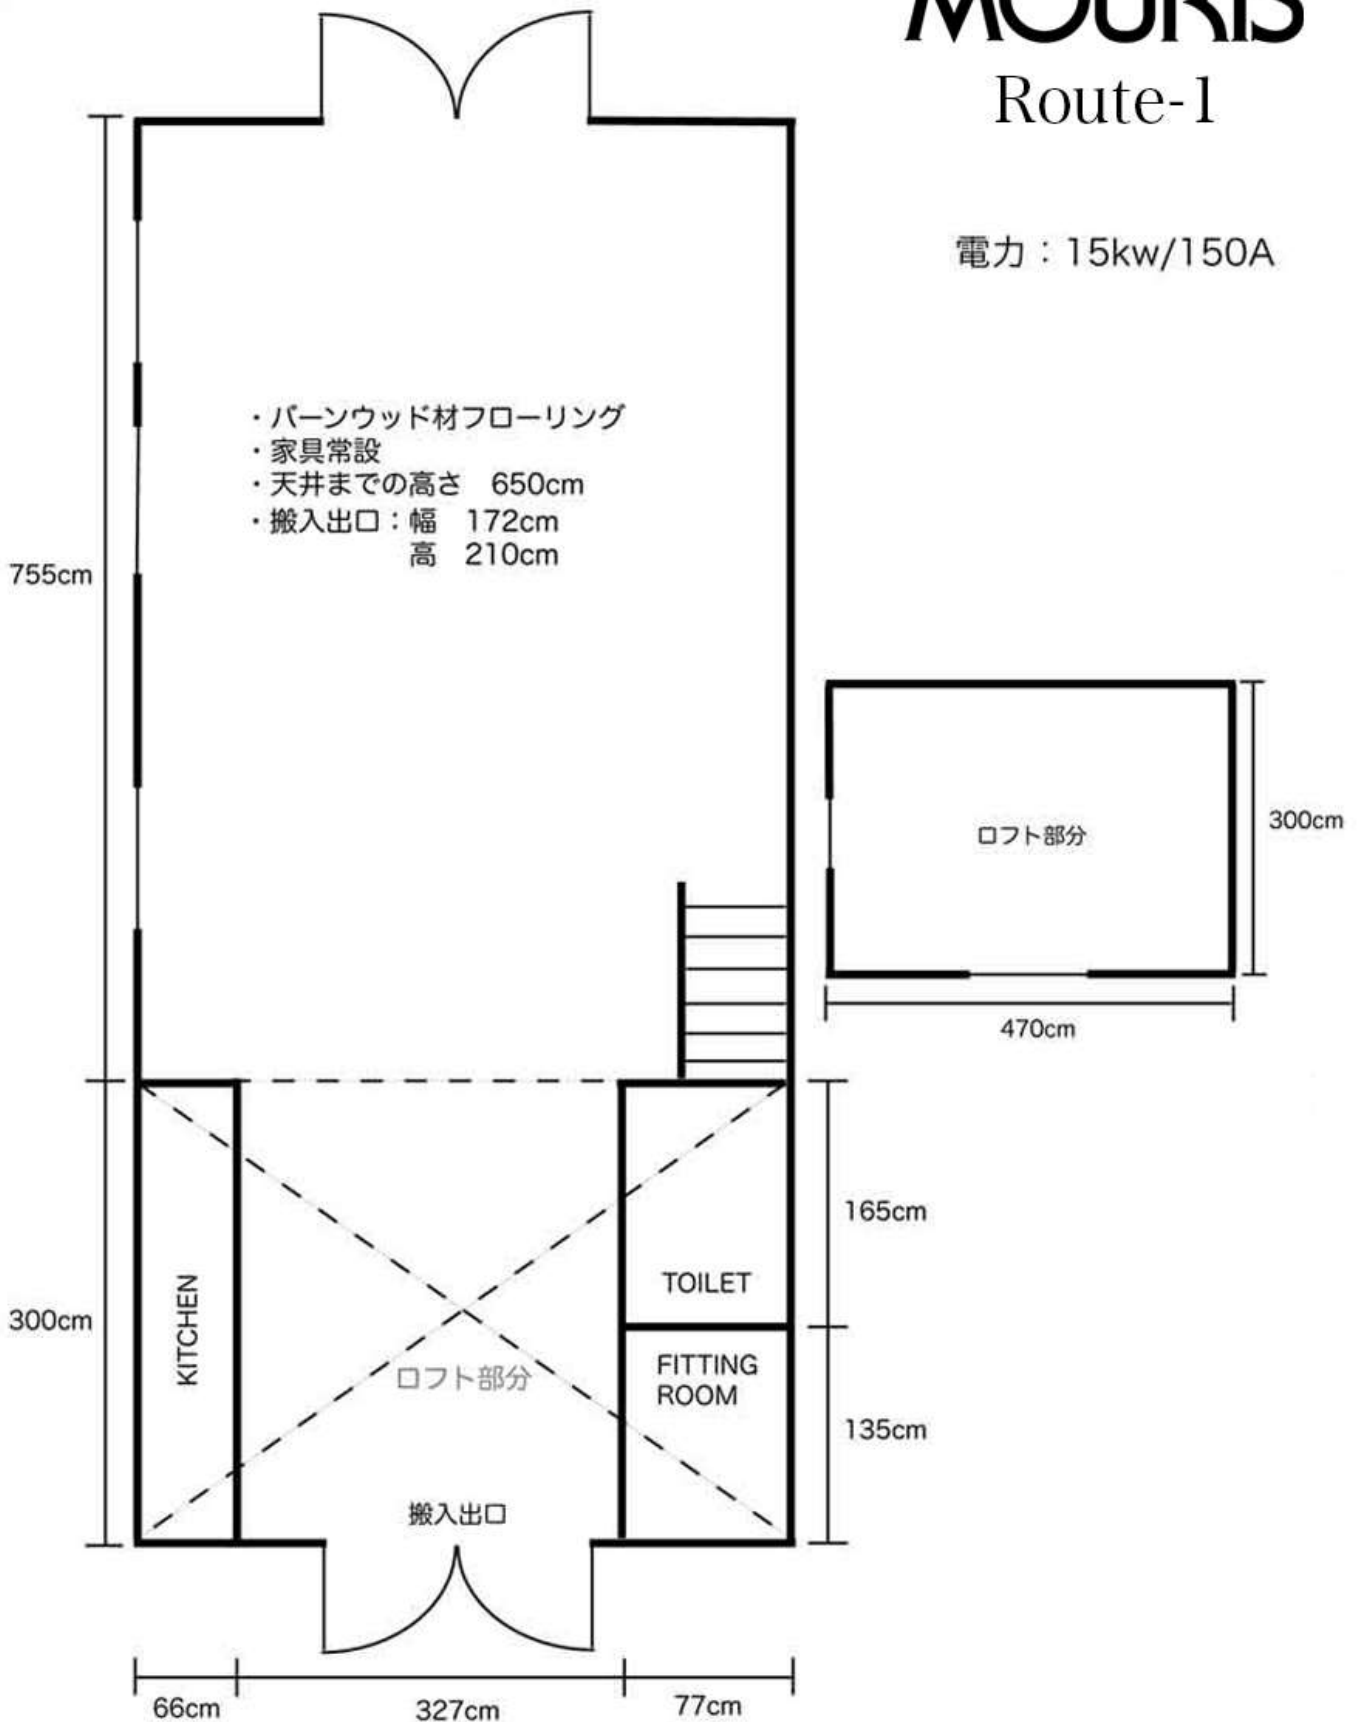 MOURIS
Route-1
電力：15kw/150A
・バーンウッド材フローリング
・家具常設
・天井までの高さ　650cm
・搬入出口：幅　172cm
高　210cm
755cm
ロフト部分
300cm
470cm
165cm
TOILET
KITCHEN
300cm
FITTING
ROOM
ロフト部分
135cm
搬入出口
66cm
327cm
77cm